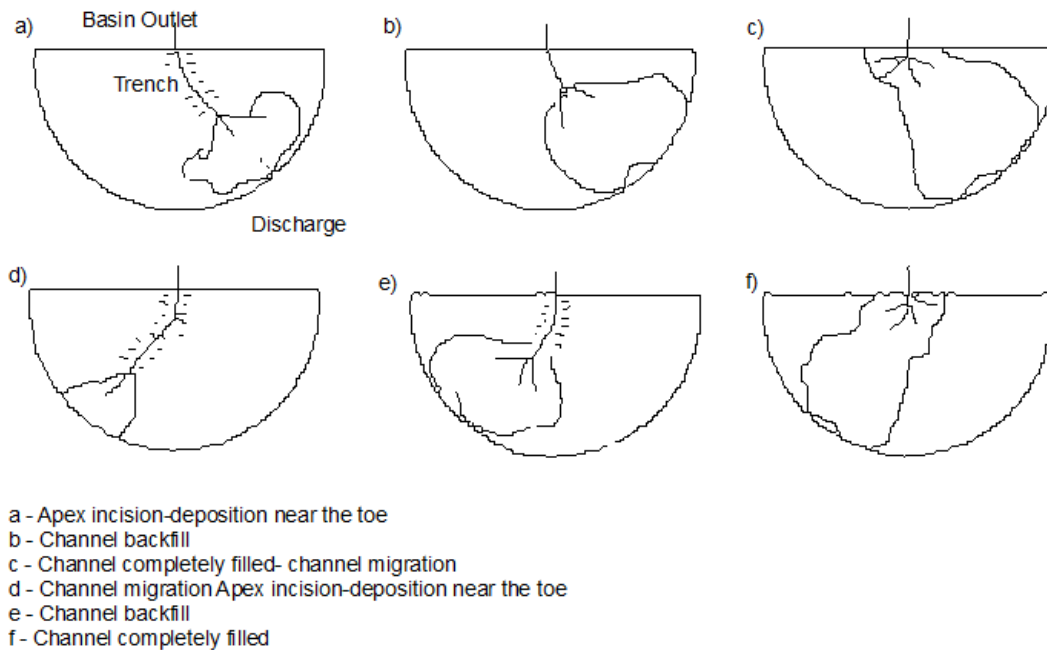 a)
Basin Outlet
b)
c)
Trench
Discharge
d)
e)
f)
a - Apex incision-deposition near the toe
b - Channel backfill
c - Channel completely filled- channel migration
d - Channel migration Apex incision-deposition near the toe
e - Channel backfill
f - Channel completely filled